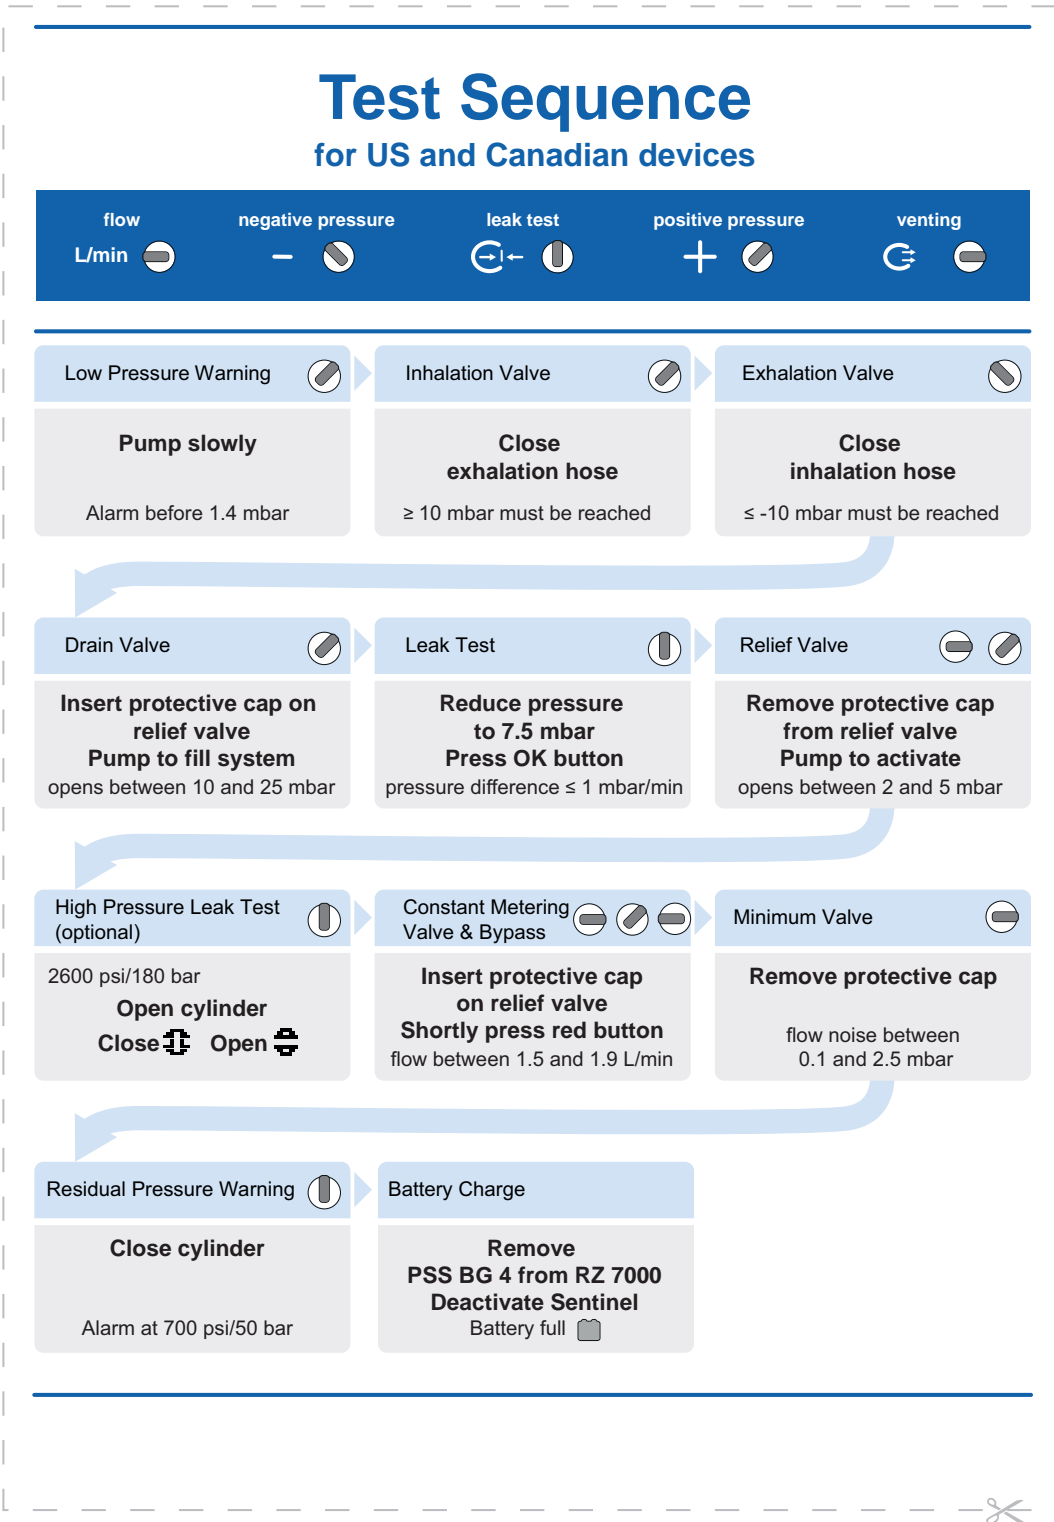 Test Sequence
for US and Canadian devices
flow
negative pressure
leak test
positive pressure
venting
L/min
Low Pressure Warning
Pump slowly
Alarm before 1.4 mbar
Inhalation Valve
Close
exhalation hose
≥ 10 mbar must be reached
Exhalation Valve
Close
inhalation hose
≤ -10 mbar must be reached
Drain Valve
Insert protective cap on
relief valve
Pump to fill system
opens between 10 and 25 mbar
Leak Test
Reduce pressure
to 7.5 mbar
Press OK button
pressure difference ≤ 1 mbar/min
Relief Valve
Remove protective cap
from relief valve
Pump to activate
opens between 2 and 5 mbar
High Pressure Leak Test
(optional)
2600 psi/180 bar
Open cylinder
Close Open
Constant Metering
Valve & Bypass
Insert protective cap
on relief valve
Shortly press red button
flow between 1.5 and 1.9 L/min
Minimum Valve
Remove protective cap
flow noise between
0.1 and 2.5 mbar
Residual Pressure Warning
Close cylinder
Alarm at 700 psi/50 bar
Battery Charge
Remove
PSS BG 4 from RZ 7000
Deactivate Sentinel
Battery full